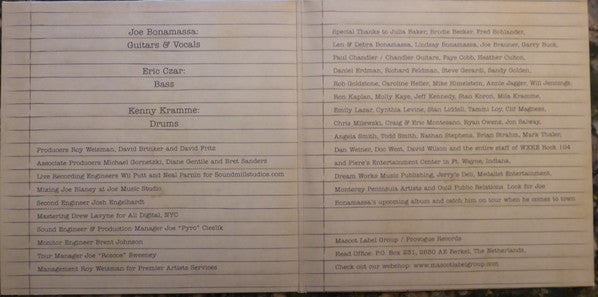 Joe Bonamassa:
Guitars & Vocals
Eric Czar:
Bass
Kenny Kramme:
Drums
Producers Roy Weisman, David Brinker and David Fritz
Associate Producers Michael Gornetzki, Diane Gentile and Bret Sanders
Live Recording Engineers Wil Putt and Neal Parnin for Soundmillstudios.com
Mixing Joe Blaney at Joe Music Studio
Second Engineer Josh Engelhardt
Mastering Drew Lavyne for All Digital, NYC
Sound Engineer & Production Manager Joe "Pyro" Cieslik
Monitor Engineer Brent Johnson
Tour Manager Joe "Roscoe" Sweeney
Management Roy Weisman for Premier Artists Services
Special Thanks to Julia Baker, Brodie Becker, Fred Bohlander,
Len & Debra Bonamassa, Lindsay Bonamassa, Joe Branner, Garry Buck,
Paul Chandler / Chandler Guitars, Faye Cobb, Heather Culton,
Daniel Erdman, Richard Feldman, Steve Gerardi, Sandy Golden,
Rob Goldstone, Caroline Heller, Mike Himelstein, Annie Jagger, Will Jennings,
Ron Kaplan, Molly Kaye, Jeff Kennedy, Stan Koron, Mila Kramme,
Emily Lazar, Cynthia Levine, Stan Liddell, Tammi Loy, Clif Magness,
Chris Milewski, Craig & Eric Montesano, Ryan Owens, Jon Salway,
Angela Smith, Todd Smith, Nathan Stephens, Brian Strahm, Mark Thaler,
Dan Weiner, Doc West, David Wilson and the entire staff of WXKE Rock 104
and Piere's Entertainment Center in Ft. Wayne, Indiana,
Dream Works Music Publishing, Jerry's Deli, Medalist Entertainment,
Monterey Peninsula Artists and Quill Public Relations. Look for Joe
Bonamassa's upcoming album and catch him on tour when he comes to town
Mascot Label Group / Provogue Records
Head Office: P.O. Box 231, 2650 AE Berkel, The Netherlands,
Check out our webshop: www.mascotlabelgroup.com